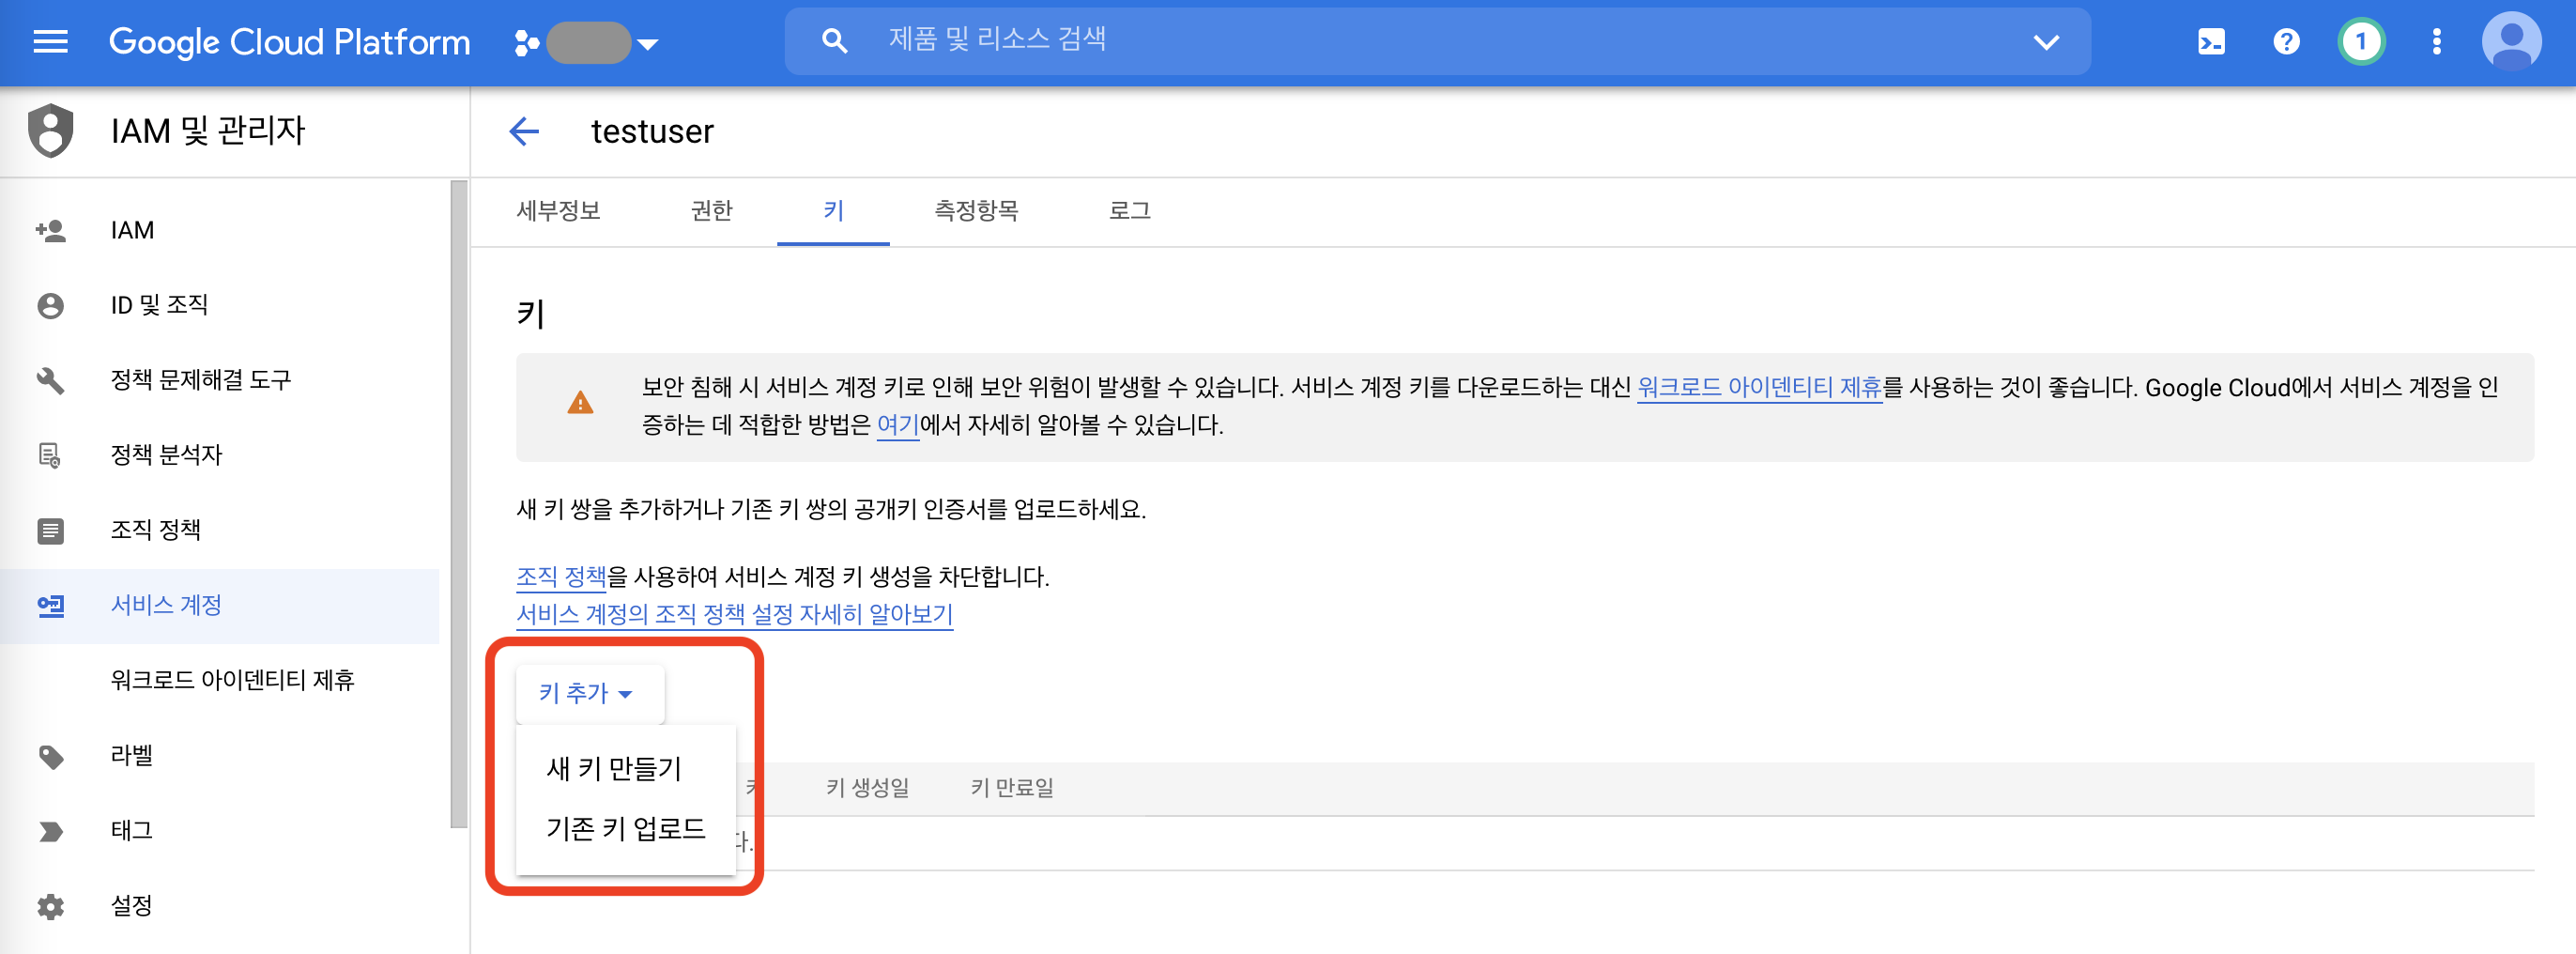 Google Cloud Platform
제품 및 리소스 검색
1
IAM 및 관리자
testuser
세부정보
권한
키
측정항목
로그
IAM
ID 및 조직
정책 문제해결 도구
정책 분석자
조직 정책
서비스 계정
워크로드 아이덴티티 제휴
라벨
태그
설정
키
보안 침해 시 서비스 계정 키로 인해 보안 위험이 발생할 수 있습니다. 서비스 계정 키를 다운로드하는 대신 워크로드 아이덴티티 제휴를 사용하는 것이 좋습니다. Google Cloud에서 서비스 계정을 인
증하는 데 적합한 방법은 여기에서 자세히 알아볼 수 있습니다.
새 키 쌍을 추가하거나 기존 키 쌍의 공개키 인증서를 업로드하세요.
조직 정책을 사용하여 서비스 계정 키 생성을 차단합니다.
서비스 계정의 조직 정책 설정 자세히 알아보기
키 추가
새 키 만들기
기존 키 업로드
키 생성일
키 만료일